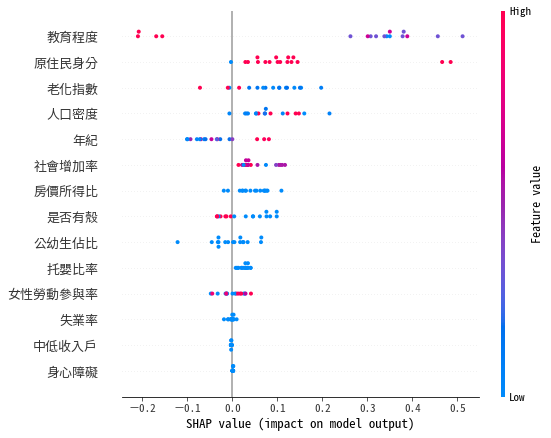 High
教育程度
原住民身分
老化指數
人口密度
年紀
社會增加率
房價所得比
是否有殼
公幼生佔比
托嬰比率
女性勞動參與率
失業率
中低收入戶
身心障礙
Feature value
Low
−0.2 −0.1 0.0 0.1 0.2 0.3 0.4 0.5
SHAP value (impact on model output)